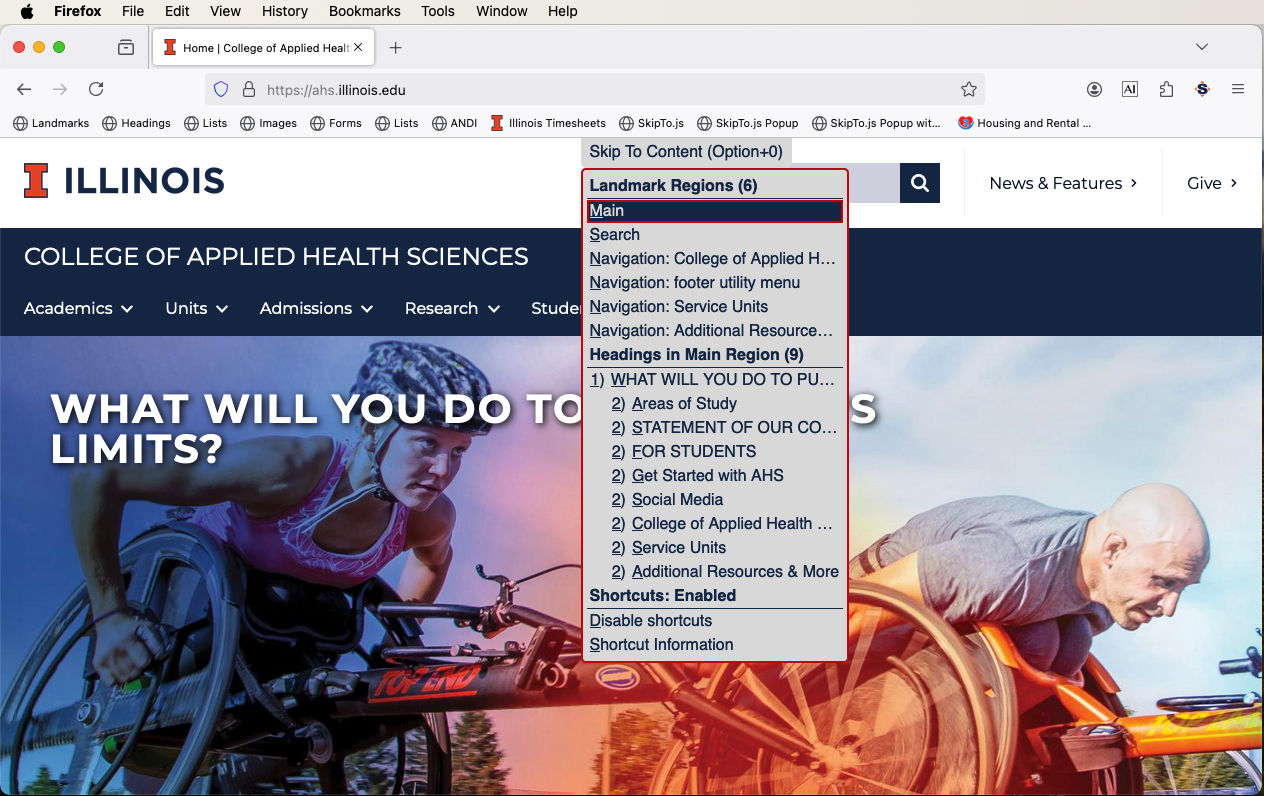 Firefox File Edit View History Bookmarks Tools Window Help
Home | College of Applied Healt
https://ahs.illinois.edu
AI
S
Landmarks Headings Lists Images Forms Lists ANDI Illinois Timesheets SkipTo.js SkipTo.js Popup SkipTo.js Popup wit... Housing and Rental ...
Skip To Content (Option+0)
ILLINOIS
News & Features
Give
COLLEGE OF APPLIED HEALTH SCIENCES
Academics Units Admissions Research
WHAT WILL YOU DO TO
LIMITS?
Landmark Regions (6)
Main
Search
Navigation: College of Applied H...
Navigation: footer utility menu
Navigation: Service Units
Navigation: Additional Resource...
Headings in Main Region (9)
1) WHAT WILL YOU DO TO PU...
2) Areas of Study
2) STATEMENT OF OUR CO...
2) FOR STUDENTS
2) Get Started with AHS
2) Social Media
2) College of Applied Health ...
2) Service Units
2) Additional Resources & More
Shortcuts: Enabled
Disable shortcuts
Shortcut Information
TOP END